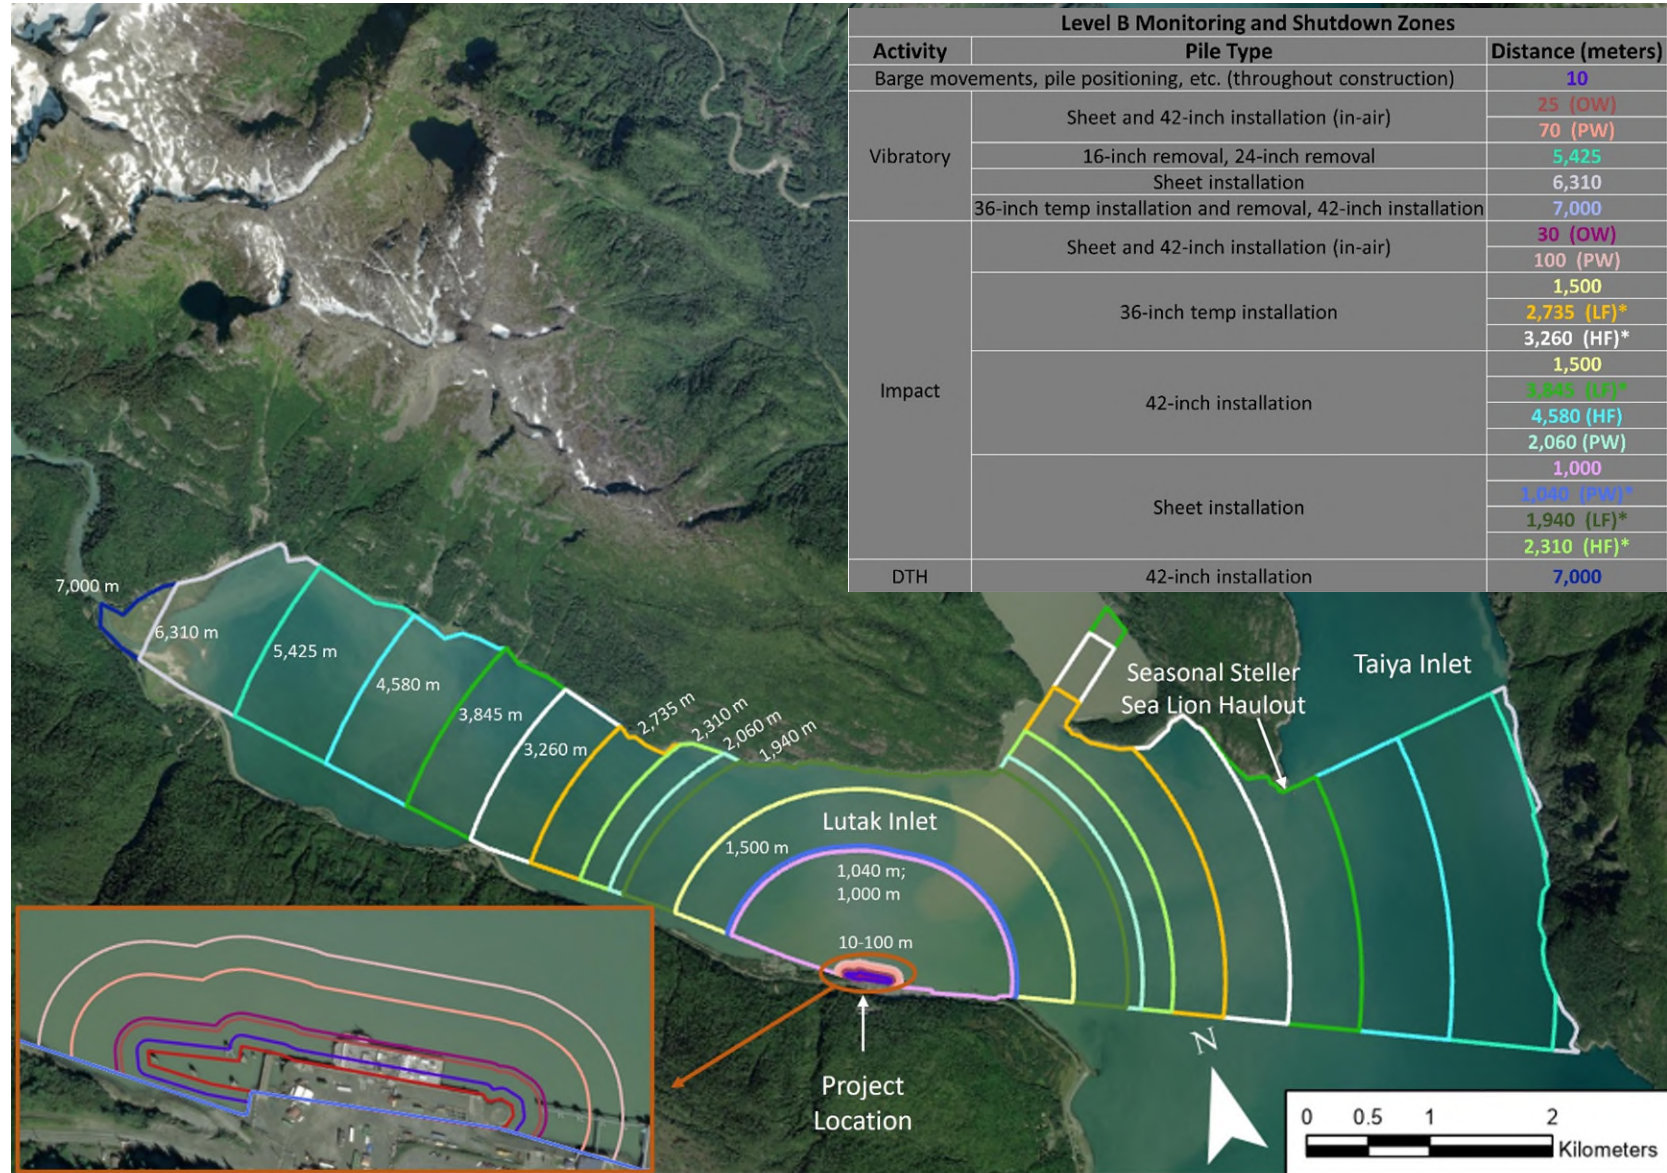 Level B Monitoring and Shutdown Zones
Activity Pile Type Distance (meters)
Barge movements, pile positioning, etc. (throughout construction) 10
Vibratory
Sheet and 42-inch installation (in-air)
25 (OW)
70 (PW)
16-inch removal, 24-inch removal 5,425
Sheet installation 6,310
36-inch temp installation and removal, 42-inch installation 7,000
Impact
Sheet and 42-inch installation (in-air)
30 (OW)
100 (PW)
36-inch temp installation
1,500
2,735 (LF)*
3,260 (HF)*
42-inch installation
1,500
3,845 (LF)*
4,580 (HF)
2,060 (PW)
Sheet installation
1,000
1,040 (PW)*
1,940 (LF)*
2,310 (HF)*
DTH 42-inch installation 7,000
7,000 m
6,310 m
5,425 m
4,580 m
3,845 m
3,260 m
2,735 m
2,310 m
2,060 m
1,940 m
1,500 m
1,040 m;
1,000 m
10-100 m
Lutak Inlet
Seasonal Steller
Sea Lion Haulout
Taiya Inlet
Project
Location
N
0 0.5 1 2
Kilometers